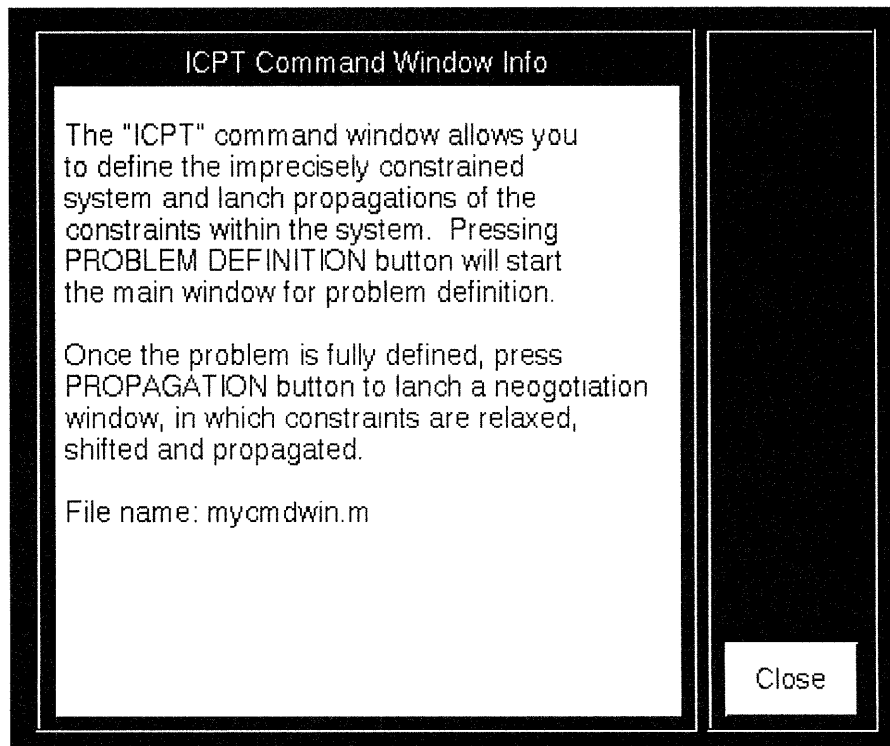 ICPT Command Window Info
The "ICPT" command window allows you
to define the imprecisely constrained
system and lanch propagations of the
constraints within the system.  Pressing
PROBLEM DEFINITION button will start
the main window for problem definition.
Once the problem is fully defined, press
PROPAGATION button to lanch a neogotiation
window, in which constraints are relaxed,
shifted and propagated.
File name: mycmdwin.m
Close